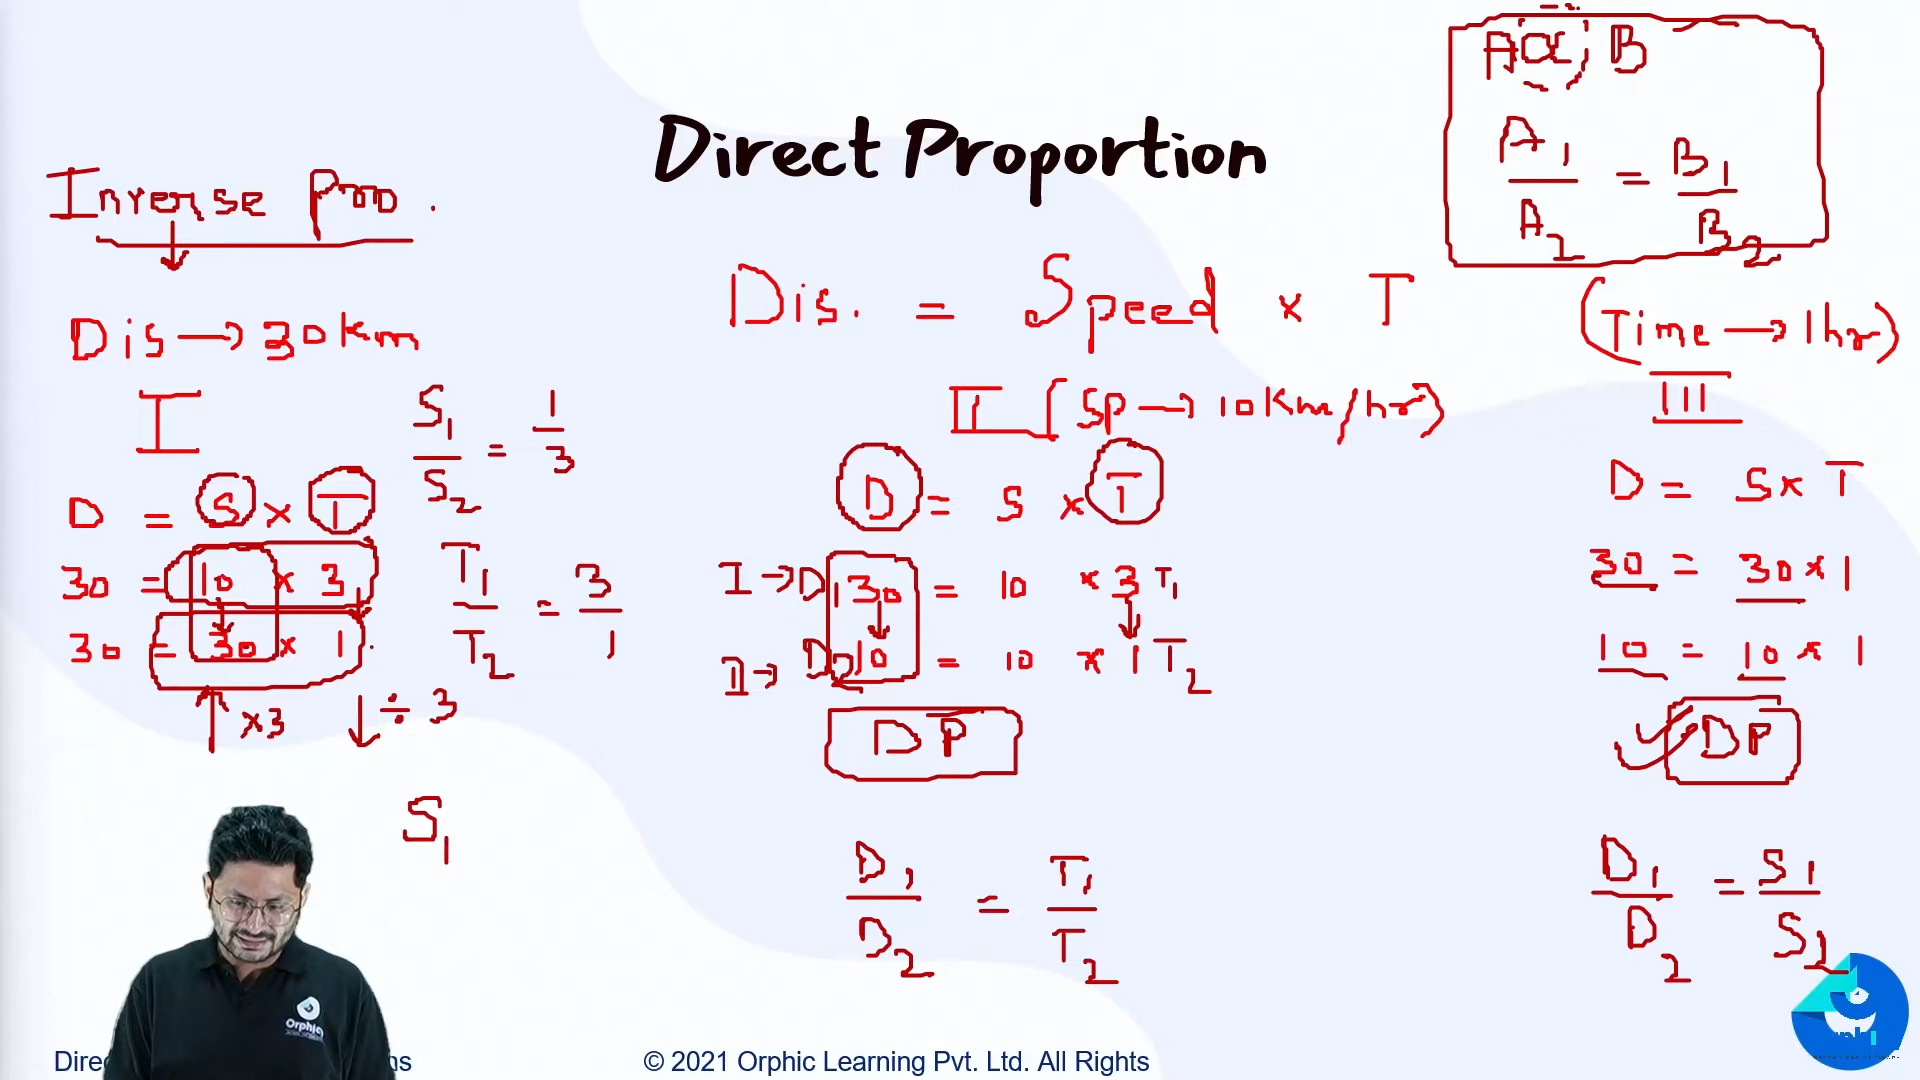 Direct Proportion
A ∝ B
A1/A2 = B1/B2
Inverse Prop.
Dis. = Speed × T
Dis → 30km
(Time → 1hr)
I
S1/S2 = 1/3
II (SP → 10km/hr)
III
D = S × T
30 = 10 × 3
30 = 30 × 1
×3
÷ 3
T1/T2 = 3/1
S1
D = S × T
I → D1 30 = 10 × 3 T1
II → D2 10 = 10 × 1 T2
DP
D1/D2 = T1/T2
D = S × T
30 = 30 × 1
10 = 10 × 1
DP
D1/D2 = S1/S2
Orphic
© 2021 Orphic Learning Pvt. Ltd. All Rights